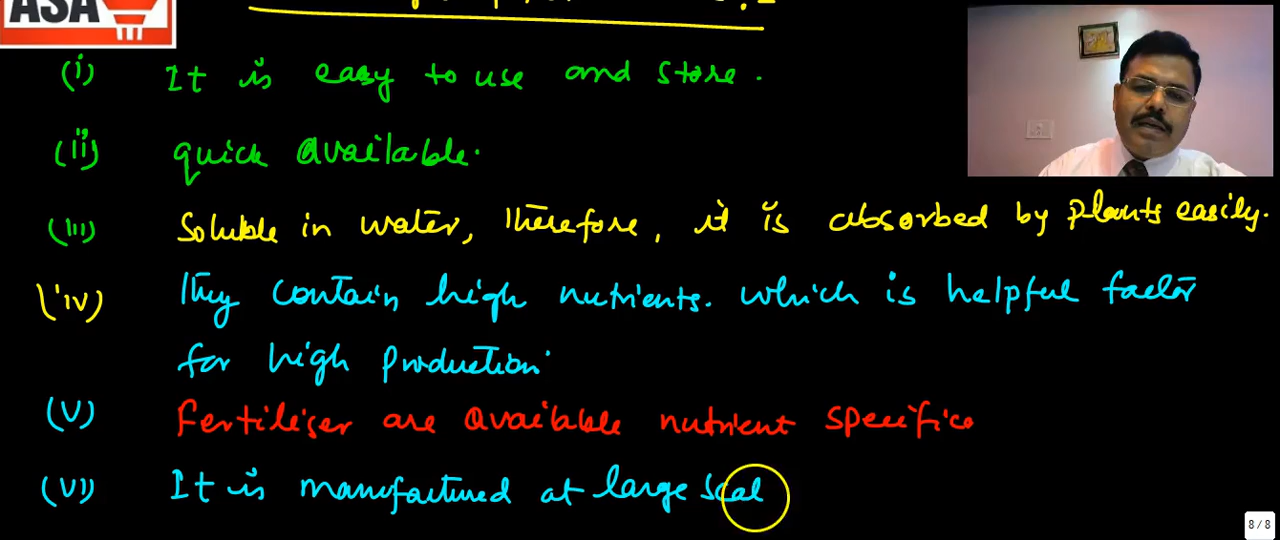 ASA
(i) It is easy to use and store.
(ii) quick available.
(III) Soluble in water, therefore, it is absorbed by plants easily.
(iv) They contain high nutrients. which is helpful factor
for high production.
(V) Fertiliser are available nutrient specific
(VI) It is manufactured at large scal
8/8